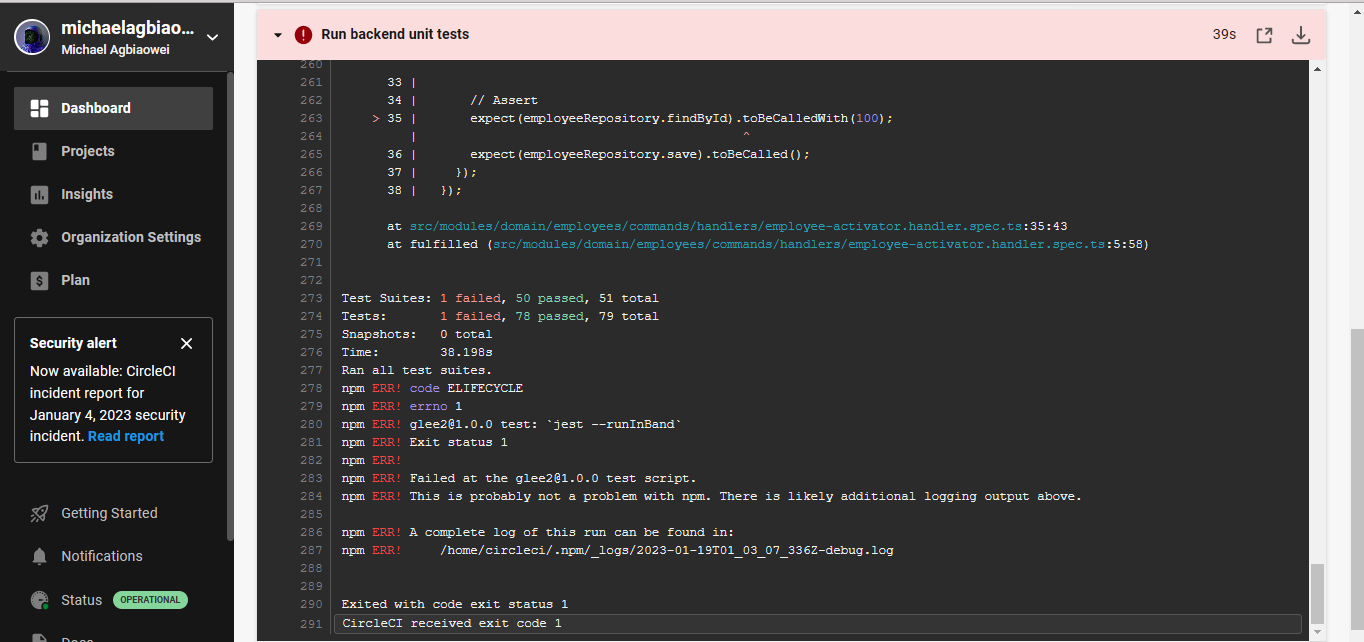 michaelagbiao...
Michael Agbiaowei
Dashboard
Projects
Insights
Organization Settings
Plan
Security alert
Now available: CircleCI
incident report for
January 4, 2023 security
incident. Read report
Getting Started
Notifications
Status OPERATIONAL
Docs
Run backend unit tests 39s
260
261 33 |
262 34 | // Assert
263 > 35 | expect(employeeRepository.findById).toBeCalledWith(100);
264 | ^
265 36 | expect(employeeRepository.save).toBeCalled();
266 37 | });
267 38 | });
268
269 at src/modules/domain/employees/commands/handlers/employee-activator.handler.spec.ts:35:43
270 at fulfilled (src/modules/domain/employees/commands/handlers/employee-activator.handler.spec.ts:5:58)
271
272
273 Test Suites: 1 failed, 50 passed, 51 total
274 Tests: 1 failed, 78 passed, 79 total
275 Snapshots: 0 total
276 Time: 38.198s
277 Ran all test suites.
278 npm ERR! code ELIFECYCLE
279 npm ERR! errno 1
280 npm ERR! glee2@1.0.0 test: `jest --runInBand`
281 npm ERR! Exit status 1
282 npm ERR!
283 npm ERR! Failed at the glee2@1.0.0 test script.
284 npm ERR! This is probably not a problem with npm. There is likely additional logging output above.
285
286 npm ERR! A complete log of this run can be found in:
287 npm ERR! /home/circleci/.npm/_logs/2023-01-19T01_03_07_336Z-debug.log
288
289
290 Exited with code exit status 1
291 CircleCI received exit code 1